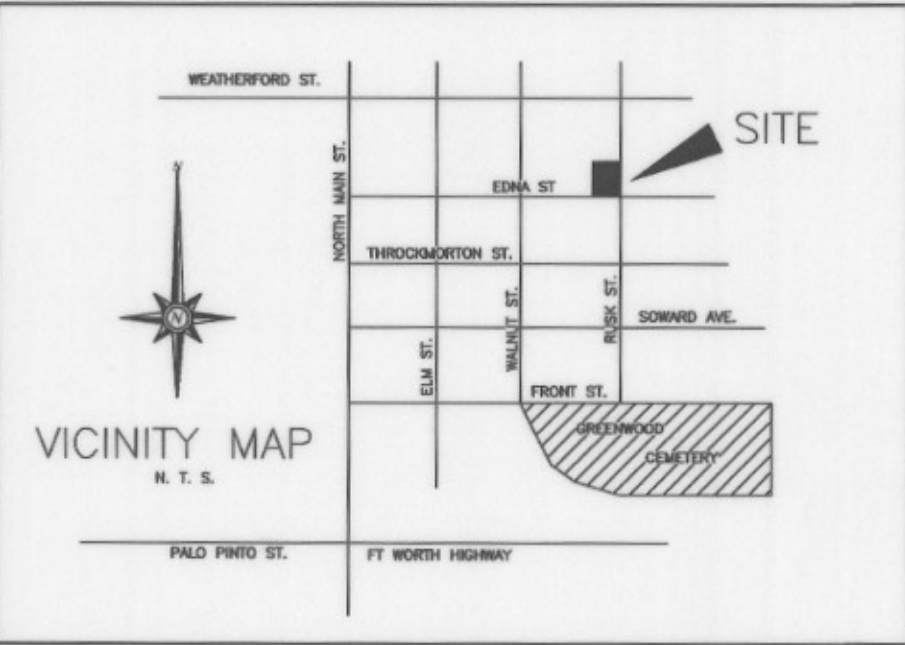 WEATHERFORD ST.
SITE
NORTH MAIN ST.
EDNA ST
THROCKMORTON ST.
N
WALNUT ST.
RUSK ST.
SOWARD AVE.
ELM ST.
FRONT ST.
GREENWOOD
CEMETERY
VICINITY MAP
N. T. S.
PALO PINTO ST.
FT WORTH HIGHWAY